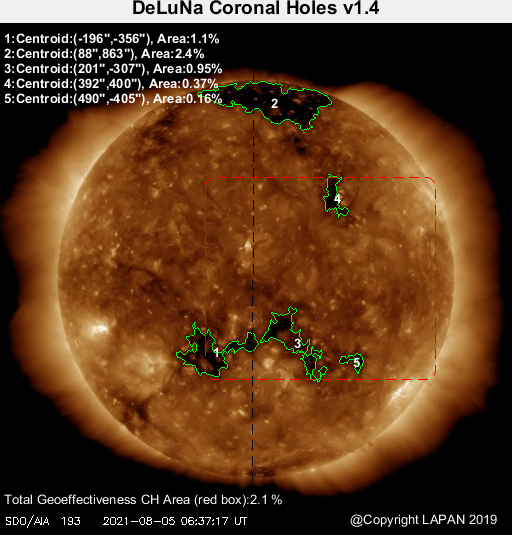 DeLuNa Coronal Holes v1.4
1:Centroid:(-196",-356"), Area:1.1%
2:Centroid:(88",863"), Area:2.4%
3:Centroid:(201",-307"), Area:0.95%
4:Centroid:(392",400"), Area:0.37%
5:Centroid:(490",-405"), Area:0.16%
2
4
3
1
5
Total Geoeffectiveness CH Area (red box):2.1 %
SDO/AIA 193 2021-08-05 06:37:17 UT
@Copyright LAPAN 2019